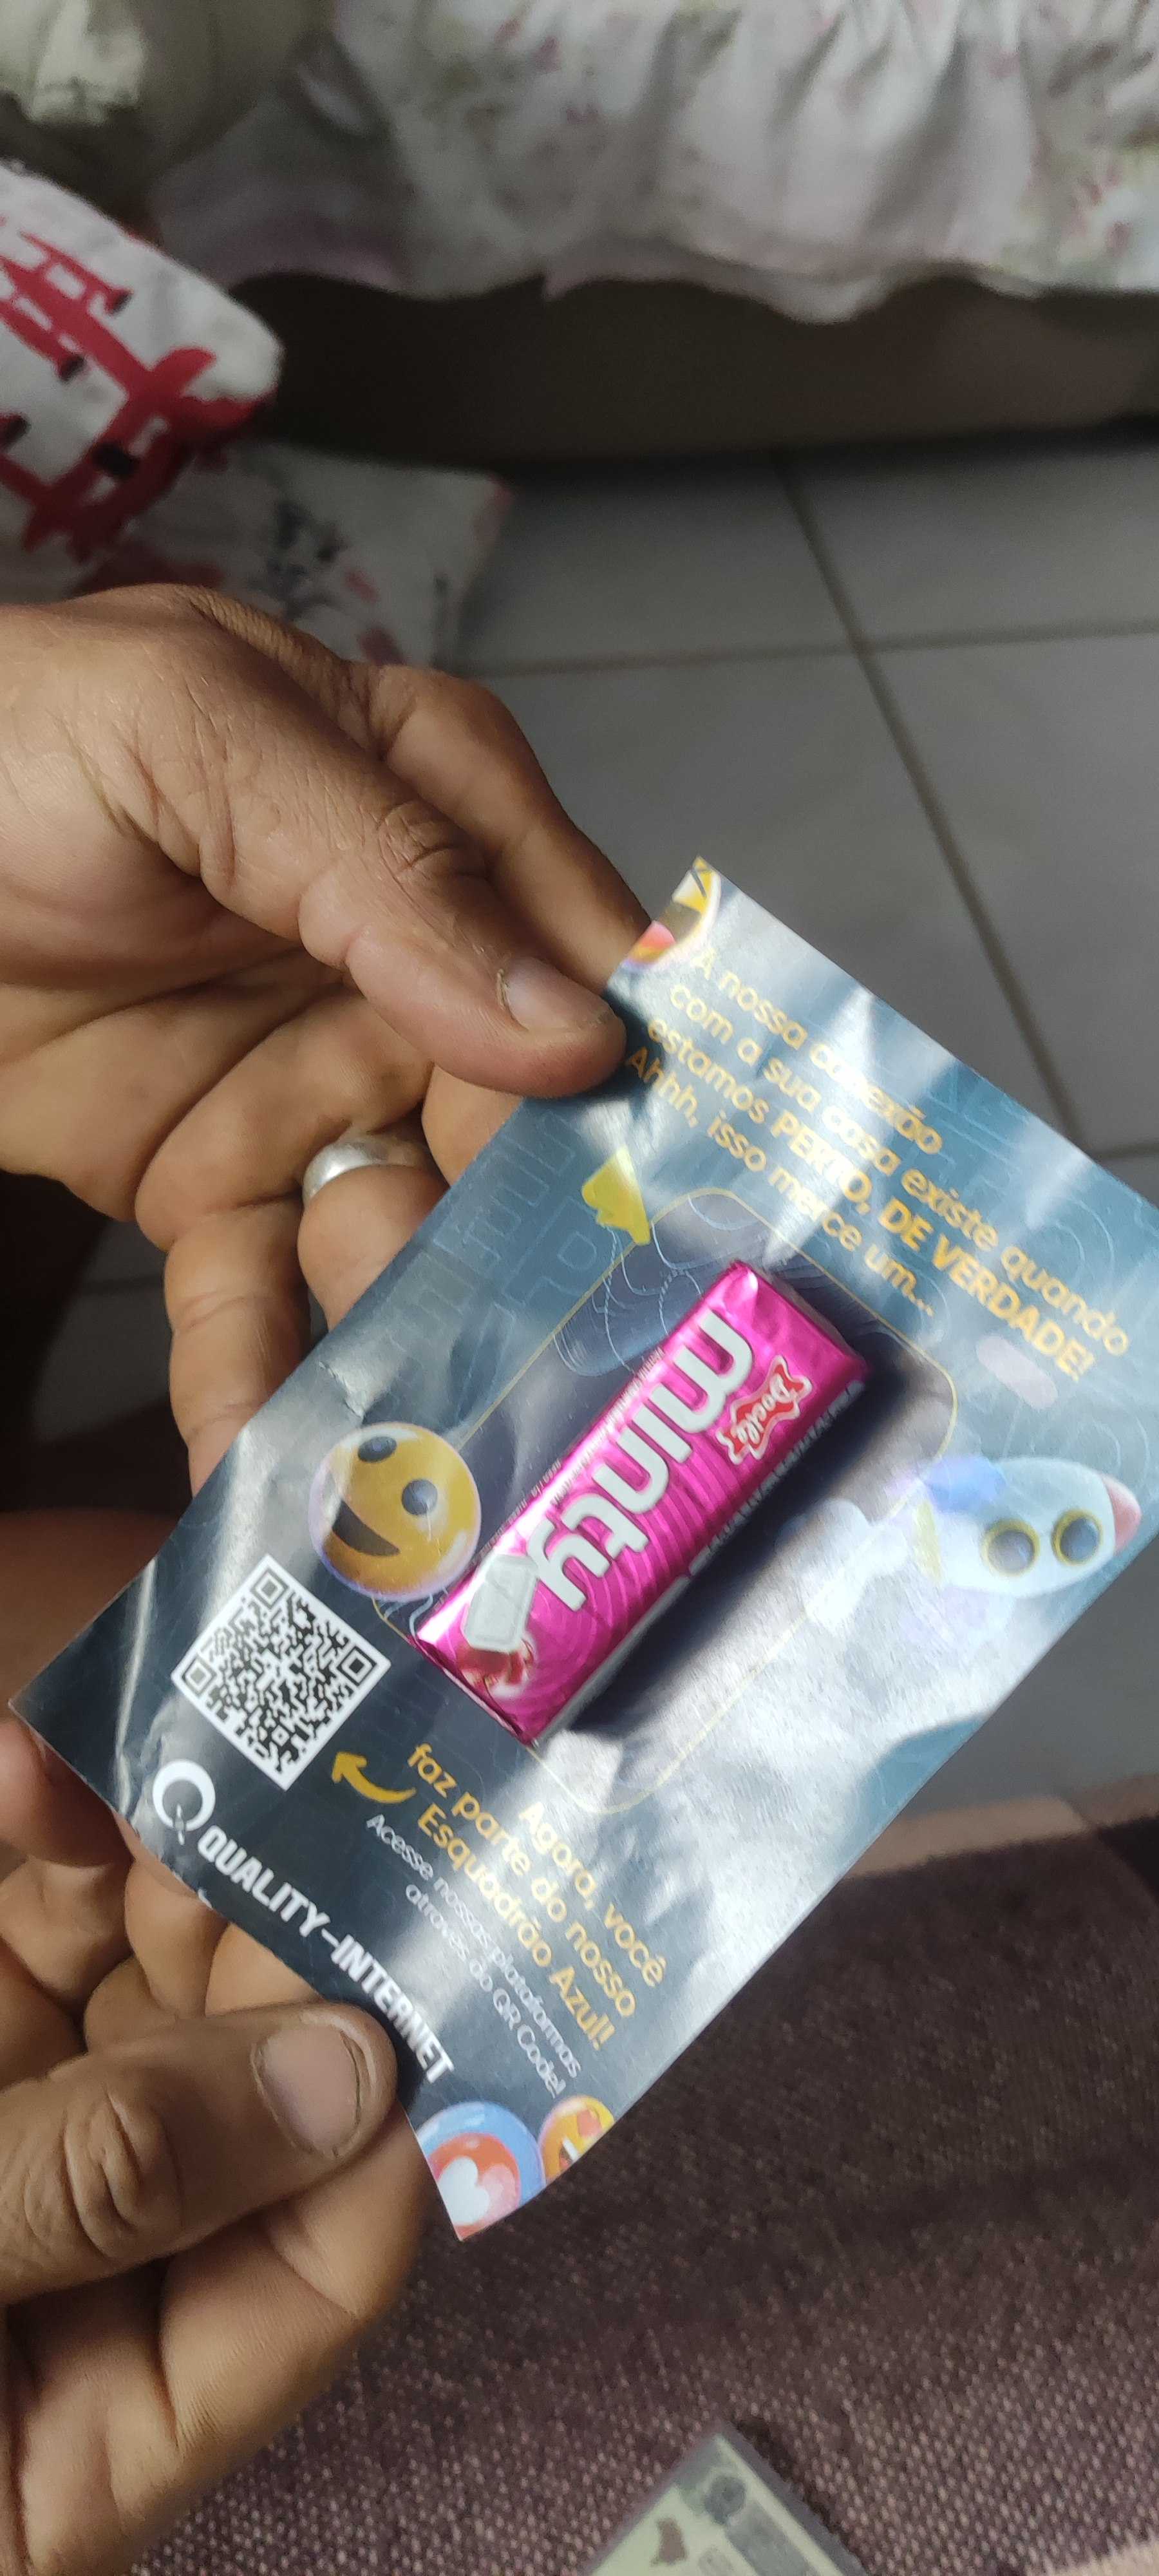 A nossa conexão
com a sua casa existe quando
estamos PERTO, DE VERDADE!
Ahhh, isso merece um...
Docile
minty
Agora, você
faz parte do nosso
Esquadrão Azul!
Acesse nossas plataformas
através do QR Code!
QUALITY-INTERNET